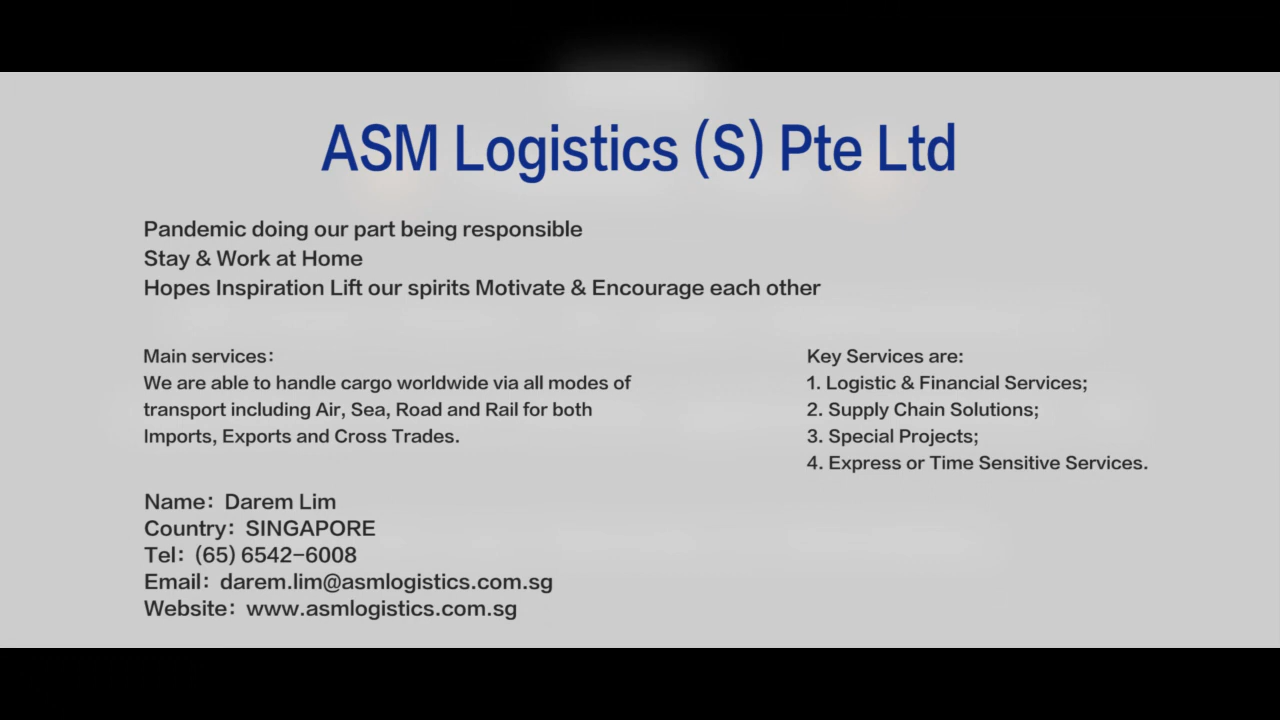 ASM Logistics (S) Pte Ltd
Pandemic doing our part being responsible
Stay & Work at Home
Hopes Inspiration Lift our spirits Motivate & Encourage each other
Main services:
We are able to handle cargo worldwide via all modes of
transport including Air, Sea, Road and Rail for both
Imports, Exports and Cross Trades.
Key Services are:
1. Logistic & Financial Services;
2. Supply Chain Solutions;
3. Special Projects;
4. Express or Time Sensitive Services.
Name: Darem Lim
Country: SINGAPORE
Tel: (65) 6542-6008
Email: darem.lim@asmlogistics.com.sg
Website: www.asmlogistics.com.sg